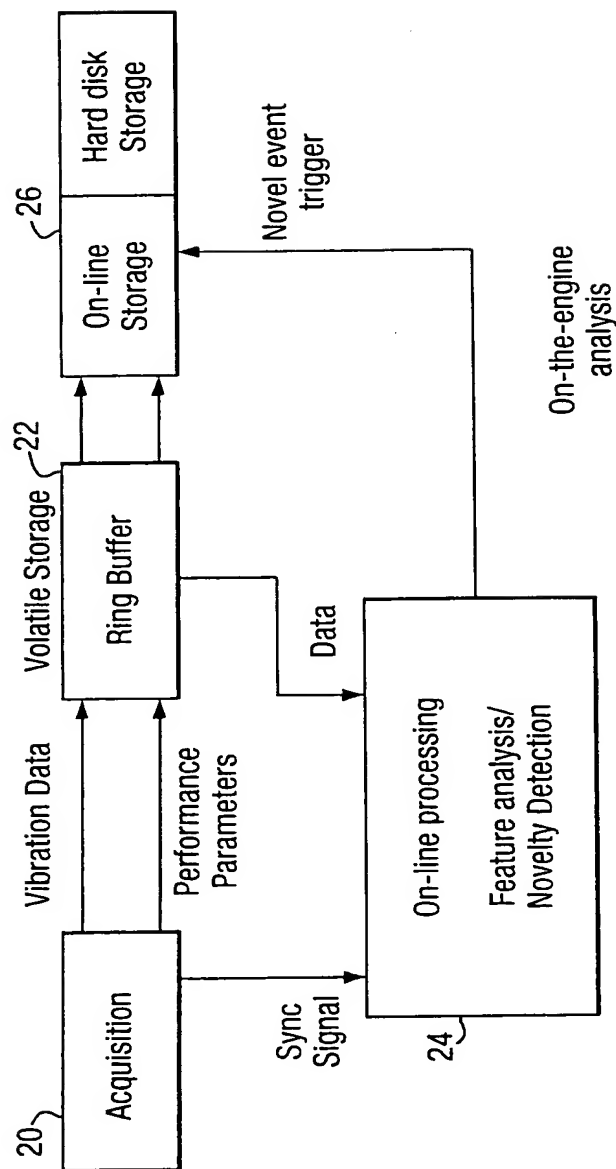 20
Acquisition
Vibration Data
Performance
Parameters
Sync
Signal
Volatile Storage
22
Ring Buffer
Data
24
On-line processing
Feature analysis/
Novelty Detection
26
On-line
Storage
Hard disk
Storage
Novel event
trigger
On-the-engine
analysis